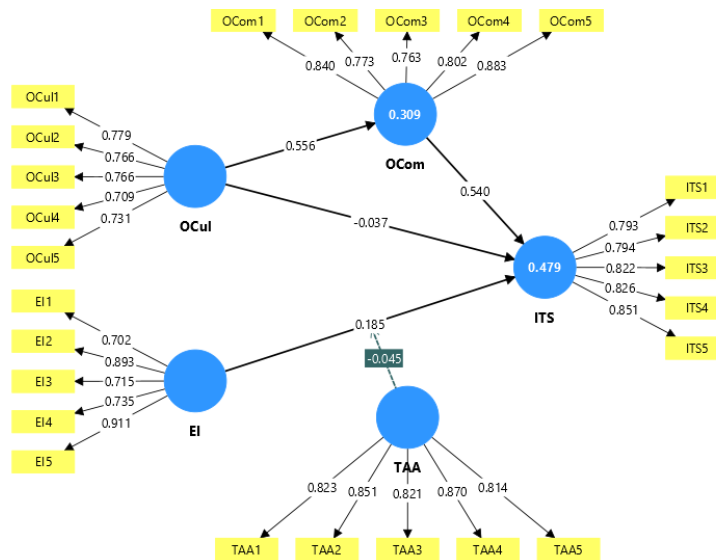 OCom1
OCom2
OCom3
OCom4
OCom5
0.840
0.773
0.763
0.802
0.883
0.309
OCom
OCul1
OCul2
OCul3
OCul4
OCul5
0.779
0.766
0.766
0.709
0.731
OCul
0.556
-0.037
0.540
ITS1
ITS2
ITS3
ITS4
ITS5
0.793
0.794
0.822
0.826
0.851
0.479
ITS
EI1
EI2
EI3
EI4
EI5
0.702
0.893
0.715
0.735
0.911
EI
0.185
-0.045
TAA
0.823
0.851
0.821
0.870
0.814
TAA1
TAA2
TAA3
TAA4
TAA5